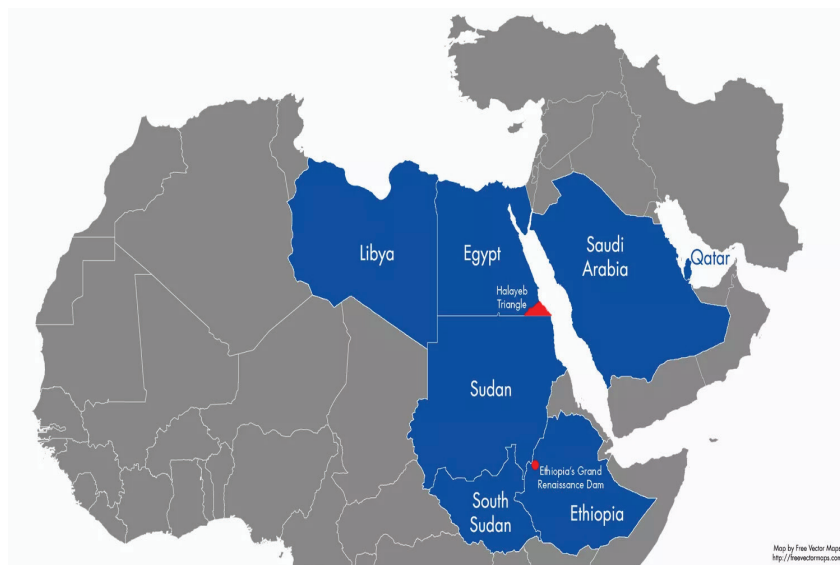 Libya
Egypt
Saudi
Arabia
Qatar
Halayeb
Triangle
Sudan
Ethiopia's Grand
Renaissance Dam
South
Sudan
Ethiopia
Map by Free Vector Maps
http://freevectormaps.com